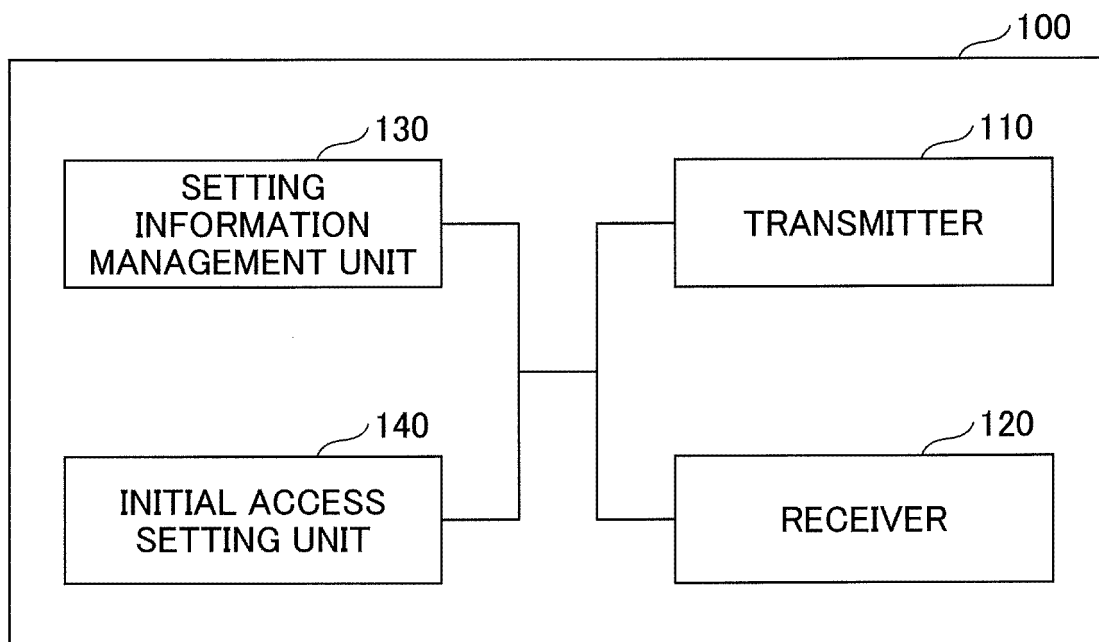 100
130
SETTING
INFORMATION
MANAGEMENT UNIT
110
TRANSMITTER
140
INITIAL ACCESS
SETTING UNIT
120
RECEIVER